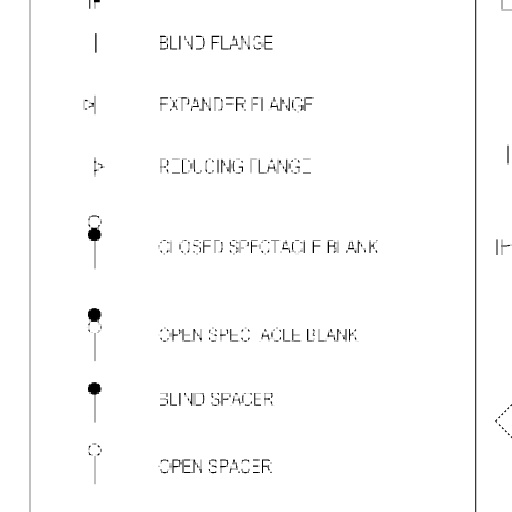 BLIND FLANGE
EXPANDER FLANGE
REDUCING FLANGE
CLOSED SPECTACLE BLANK
OPEN SPECTACLE BLANK
BLIND SPACER
OPEN SPACER